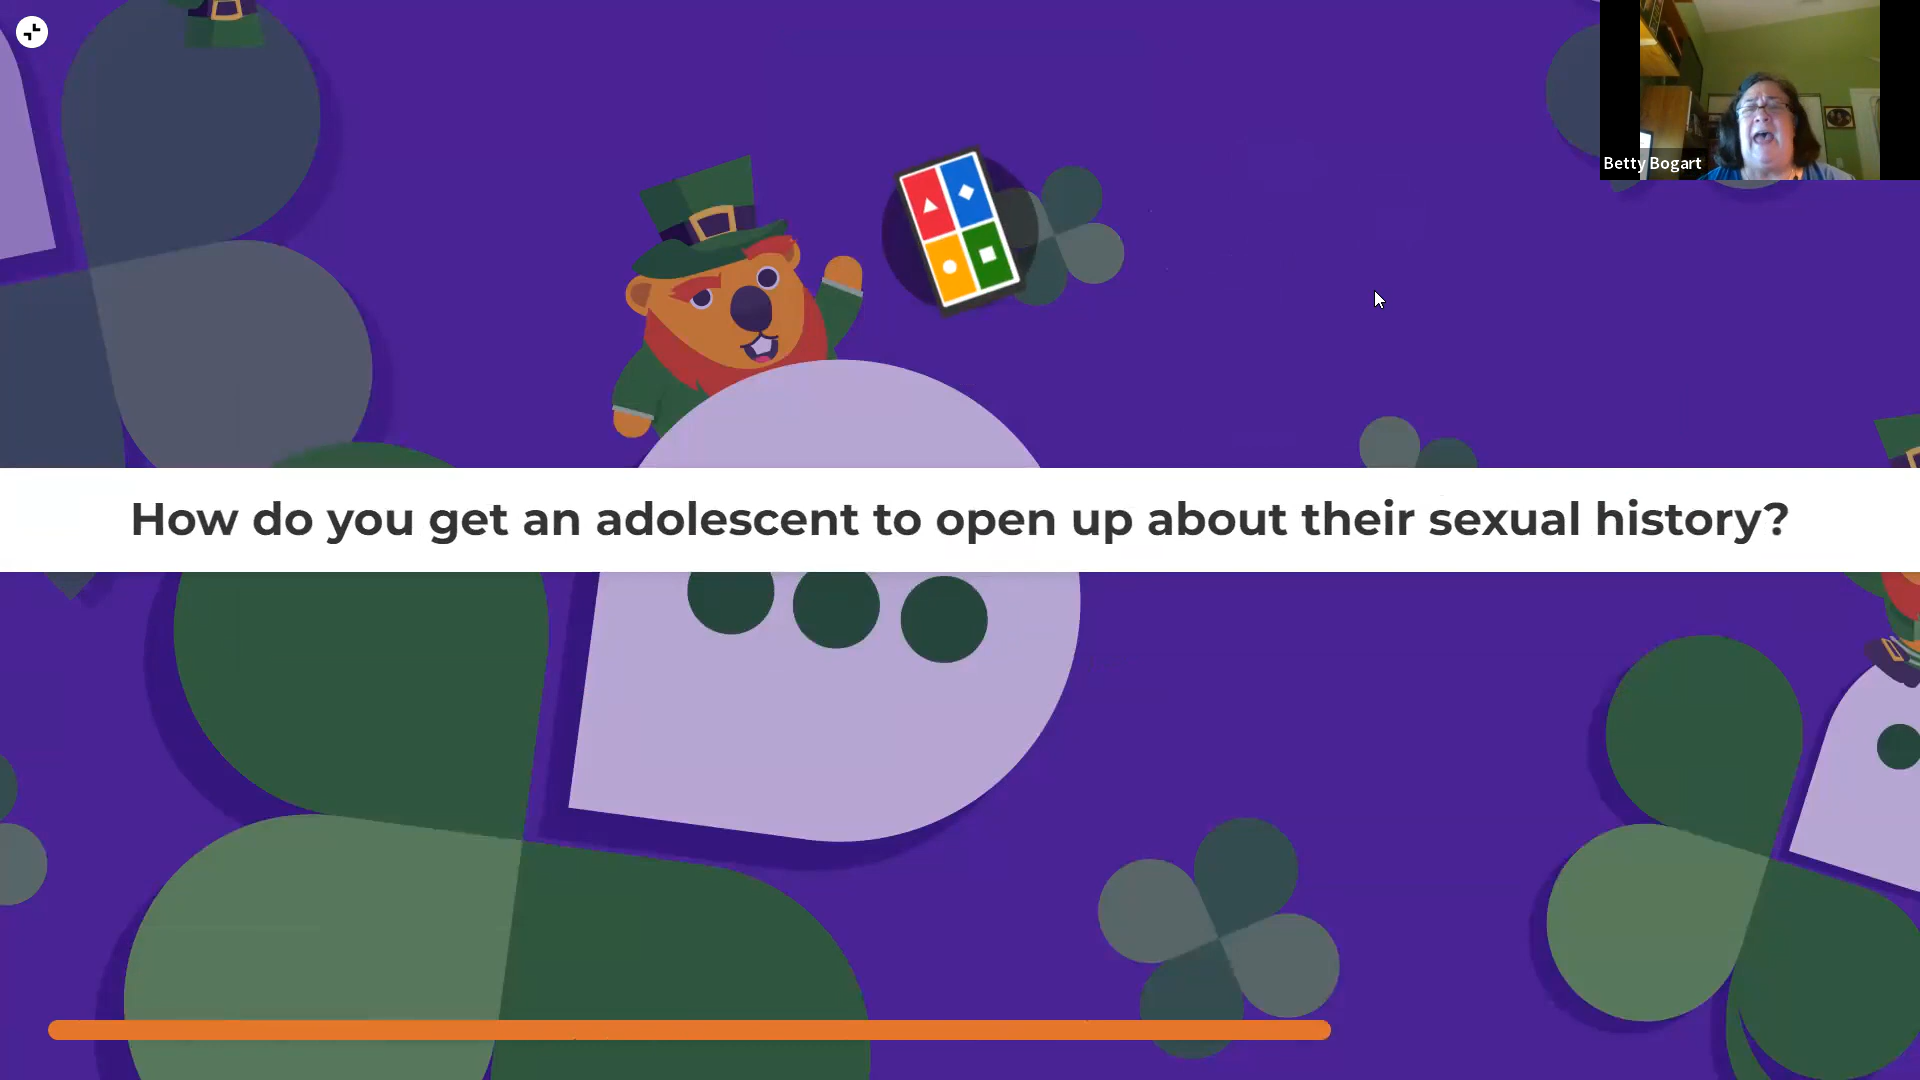 Betty Bogart
How do you get an adolescent to open up about their sexual history?